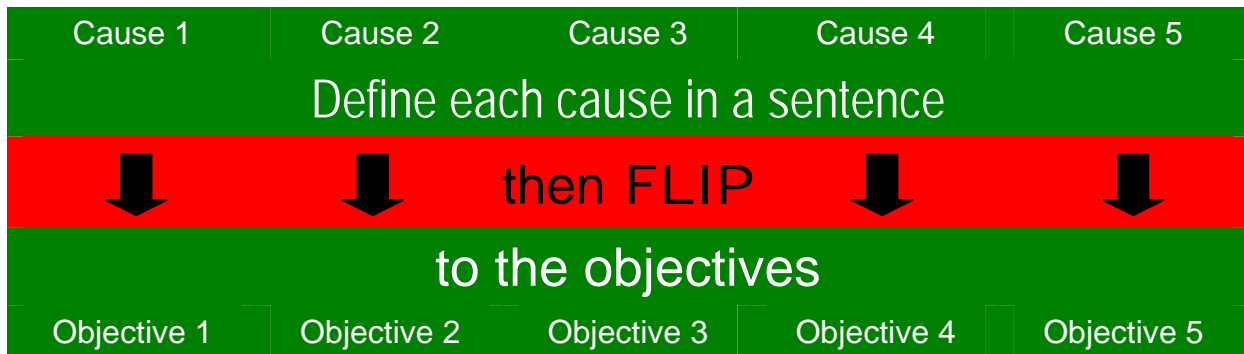 Cause 1 Cause 2 Cause 3 Cause 4 Cause 5
Define each cause in a sentence
then FLIP
to the objectives
Objective 1 Objective 2 Objective 3 Objective 4 Objective 5